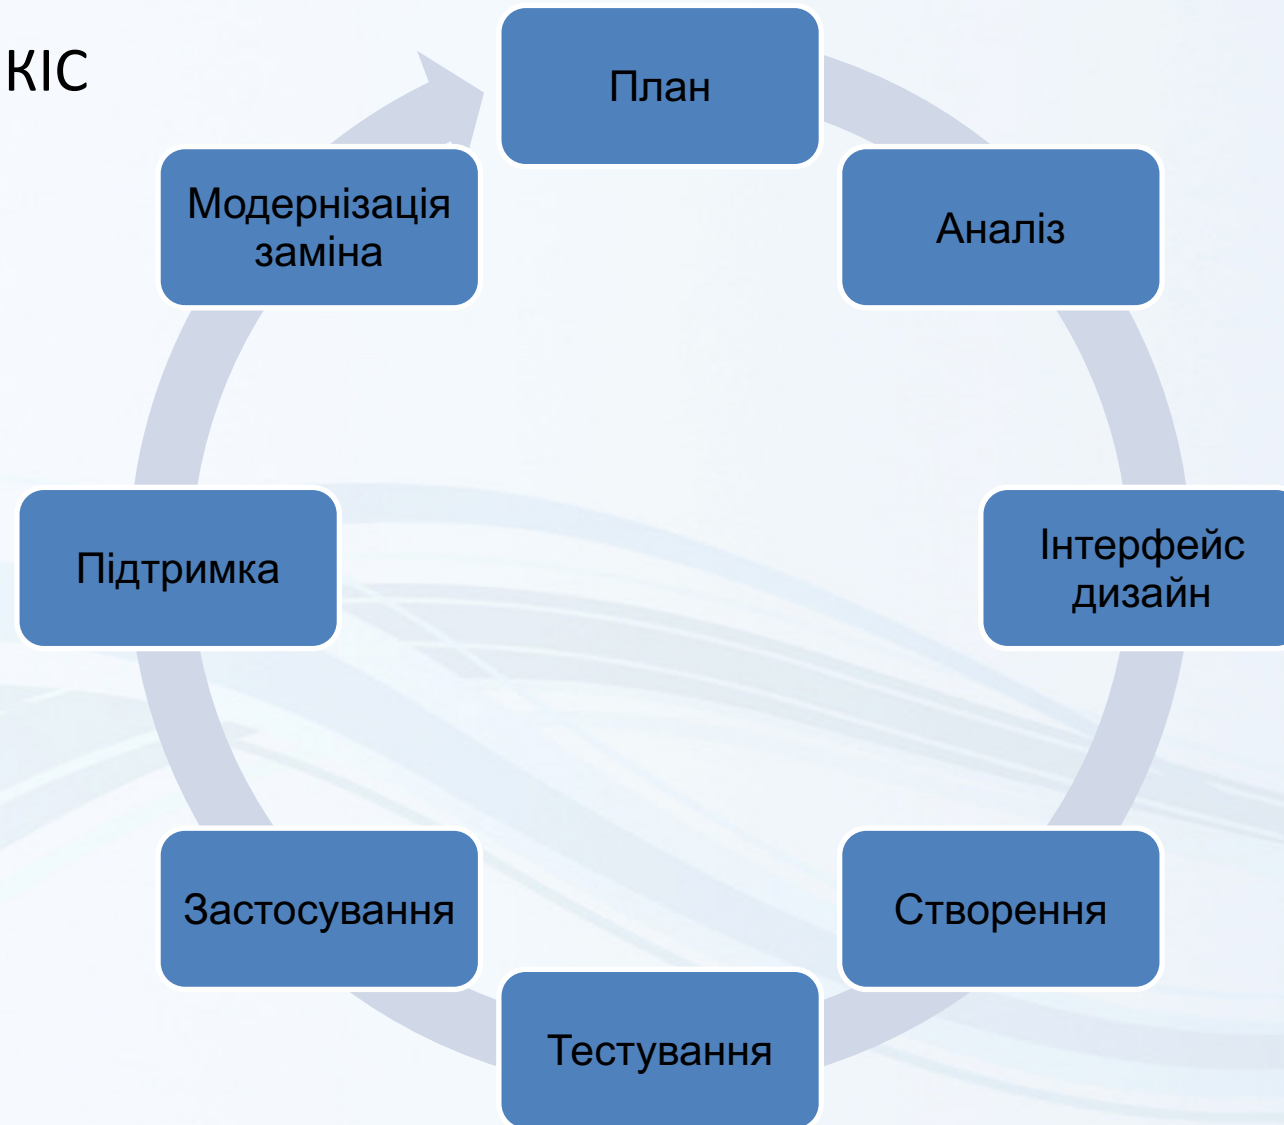 КІС
План
Аналіз
Інтерфейс
дизайн
Створення
Тестування
Застосування
Підтримка
Модернізація
заміна